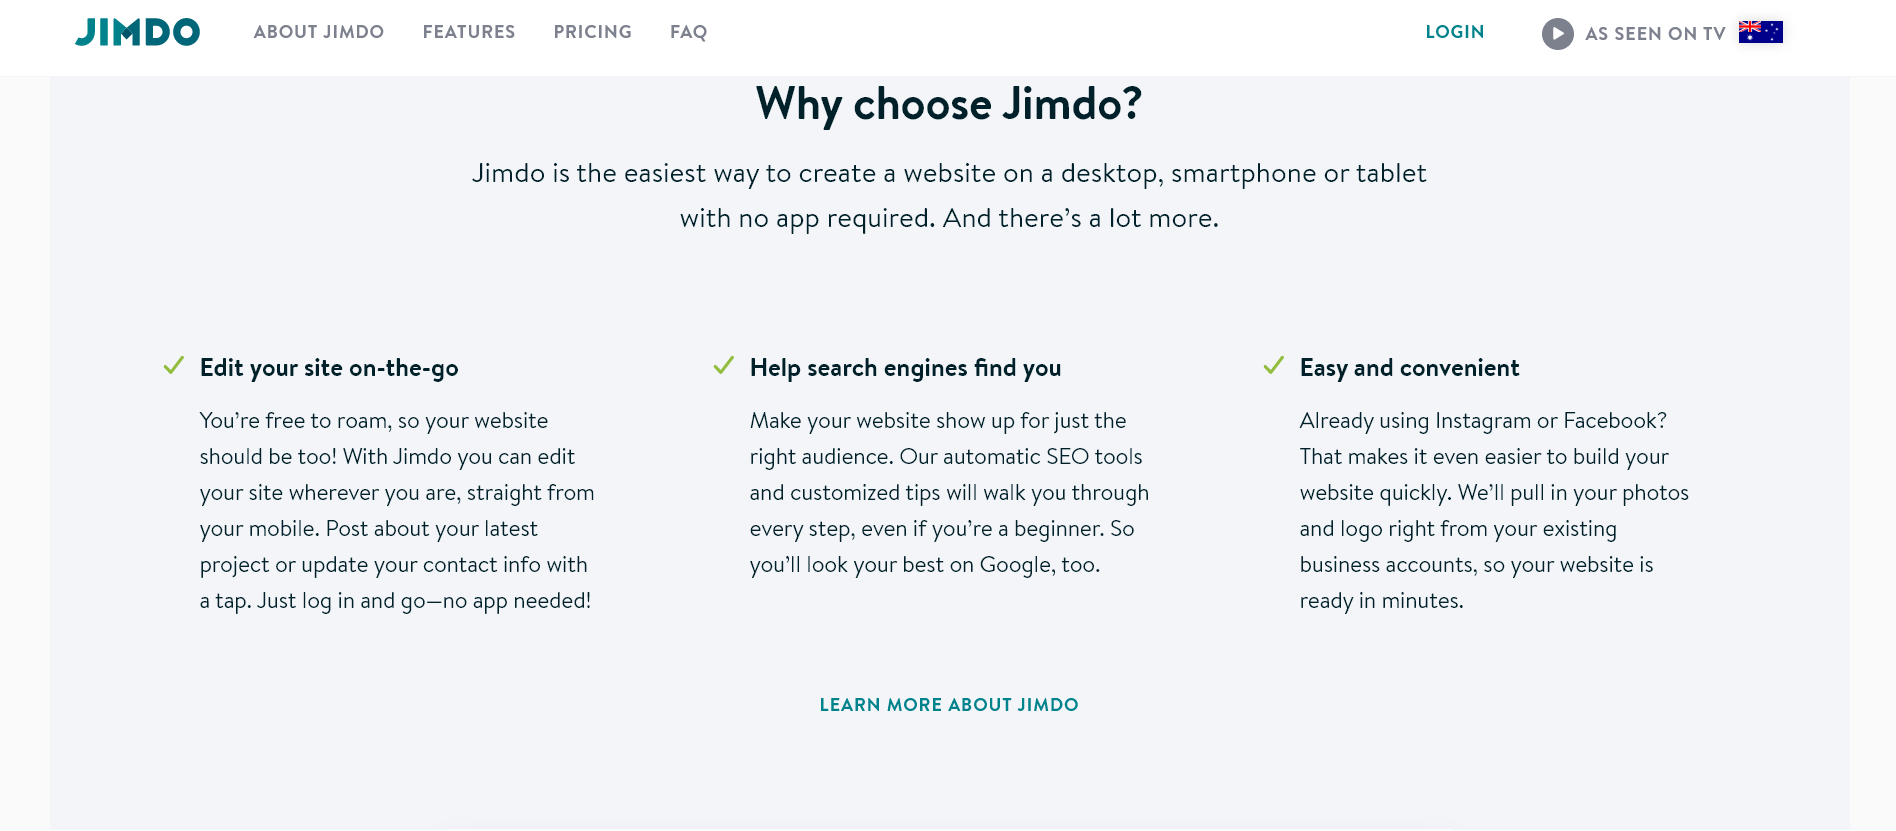 JIMDO ABOUT JIMDO FEATURES PRICING FAQ LOGIN AS SEEN ON TV
Why choose Jimdo?
Jimdo is the easiest way to create a website on a desktop, smartphone or tablet
with no app required. And there’s a lot more.
Edit your site on-the-go
You’re free to roam, so your website
should be too! With Jimdo you can edit
your site wherever you are, straight from
your mobile. Post about your latest
project or update your contact info with
a tap. Just log in and go—no app needed!
Help search engines find you
Make your website show up for just the
right audience. Our automatic SEO tools
and customized tips will walk you through
every step, even if you’re a beginner. So
you’ll look your best on Google, too.
Easy and convenient
Already using Instagram or Facebook?
That makes it even easier to build your
website quickly. We’ll pull in your photos
and logo right from your existing
business accounts, so your website is
ready in minutes.
LEARN MORE ABOUT JIMDO